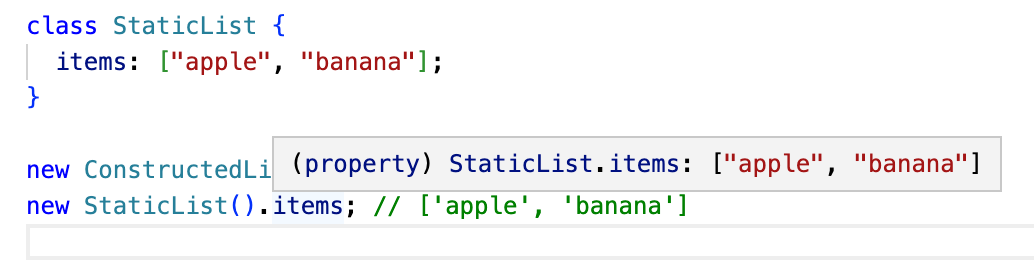 class StaticList {
items: ["apple", "banana"];
}
(property) StaticList.items: ["apple", "banana"]
new ConstructedLi
new StaticList().items; // ['apple', 'banana']